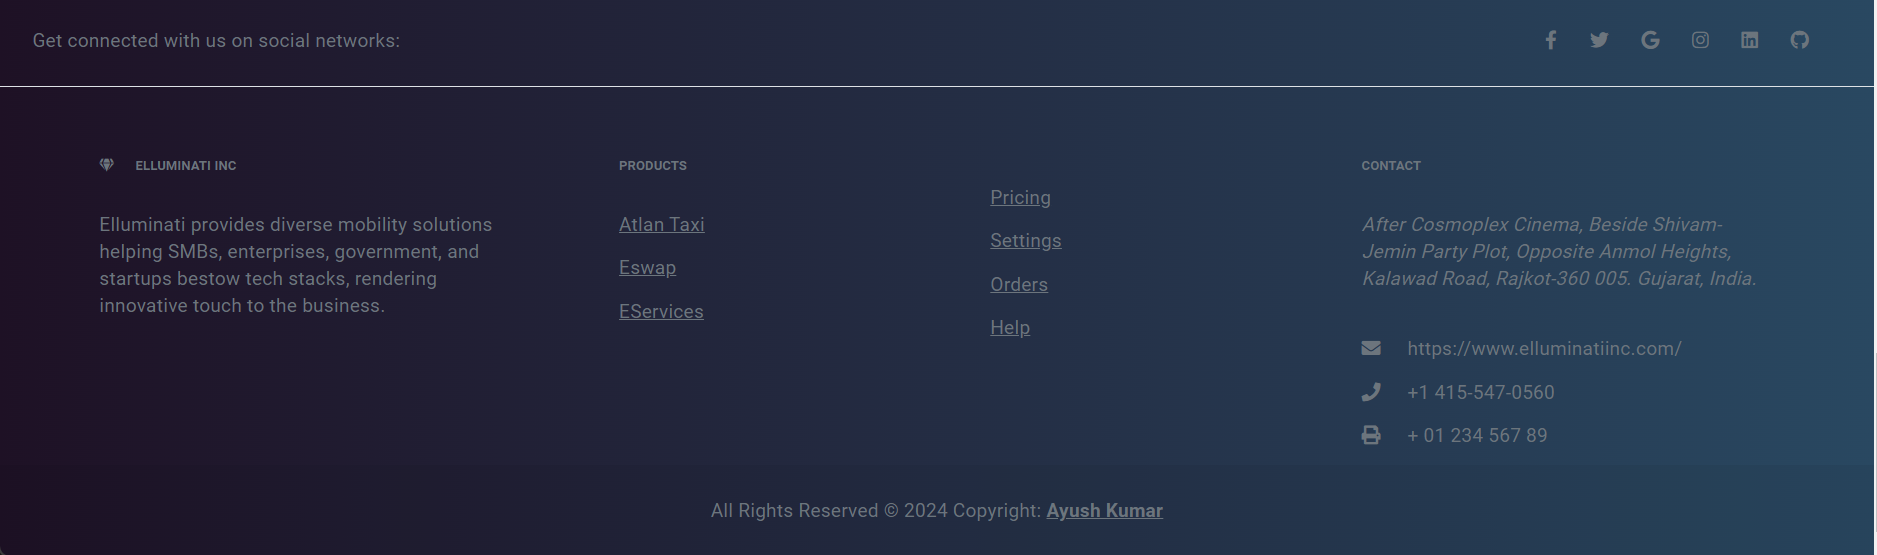 Get connected with us on social networks:
ELLUMINATI INC
Elluminati provides diverse mobility solutions
helping SMBs, enterprises, government, and
startups bestow tech stacks, rendering
innovative touch to the business.
PRODUCTS
Atlan Taxi
Eswap
EServices
Pricing
Settings
Orders
Help
CONTACT
After Cosmoplex Cinema, Beside Shivam-
Jemin Party Plot, Opposite Anmol Heights,
Kalawad Road, Rajkot-360 005. Gujarat, India.
https://www.elluminatiinc.com/
+1 415-547-0560
+ 01 234 567 89
All Rights Reserved © 2024 Copyright: Ayush Kumar